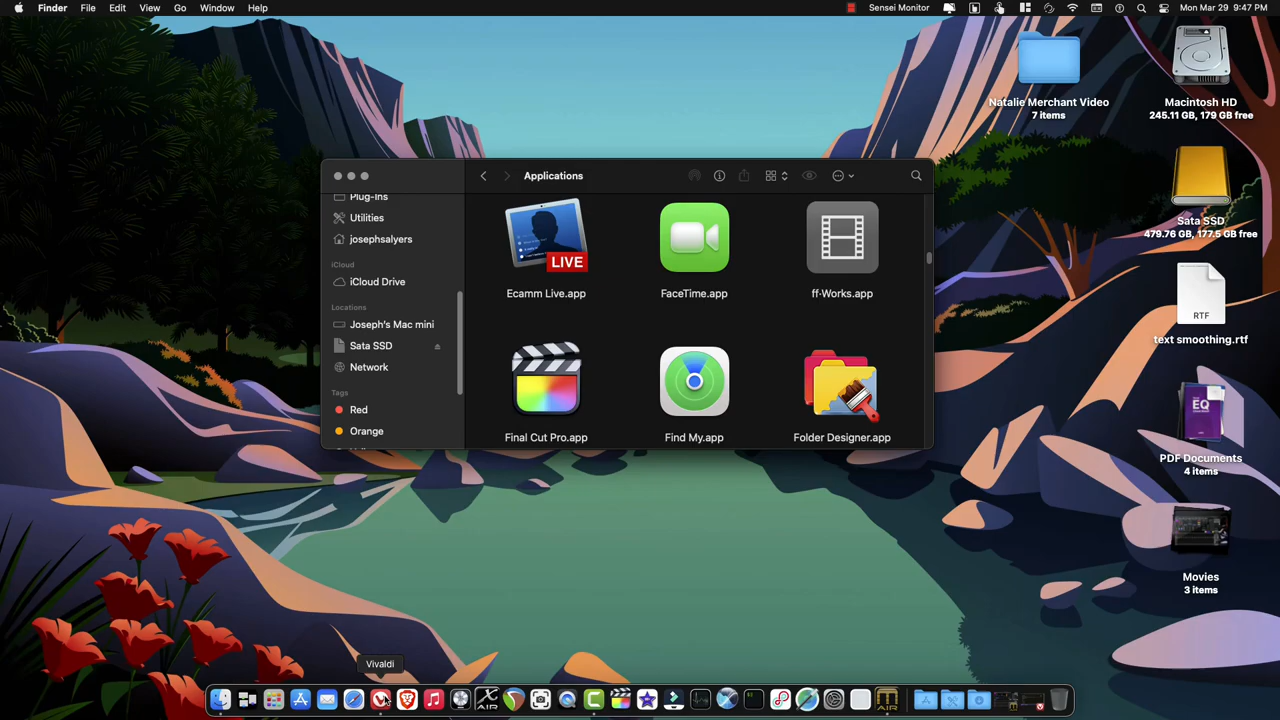 Finder File Edit View Go Window Help
Sensei Monitor
Mon Mar 29 9:47 PM
Natalie Merchant Video
7 items
Macintosh HD
245.11 GB, 179 GB free
Sata SSD
479.76 GB, 177.5 GB free
RTF
text smoothing.rtf
EQ
PDF Documents
4 items
Movies
3 items
Applications
Plug-Ins
Utilities
josephsalyers
iCloud
iCloud Drive
Locations
Joseph's Mac mini
Sata SSD
Network
Tags
Red
Orange
LIVE
Ecamm Live.app
FaceTime.app
ff·Works.app
Final Cut Pro.app
Find My.app
Folder Designer.app
Vivaldi
AIR
AIR